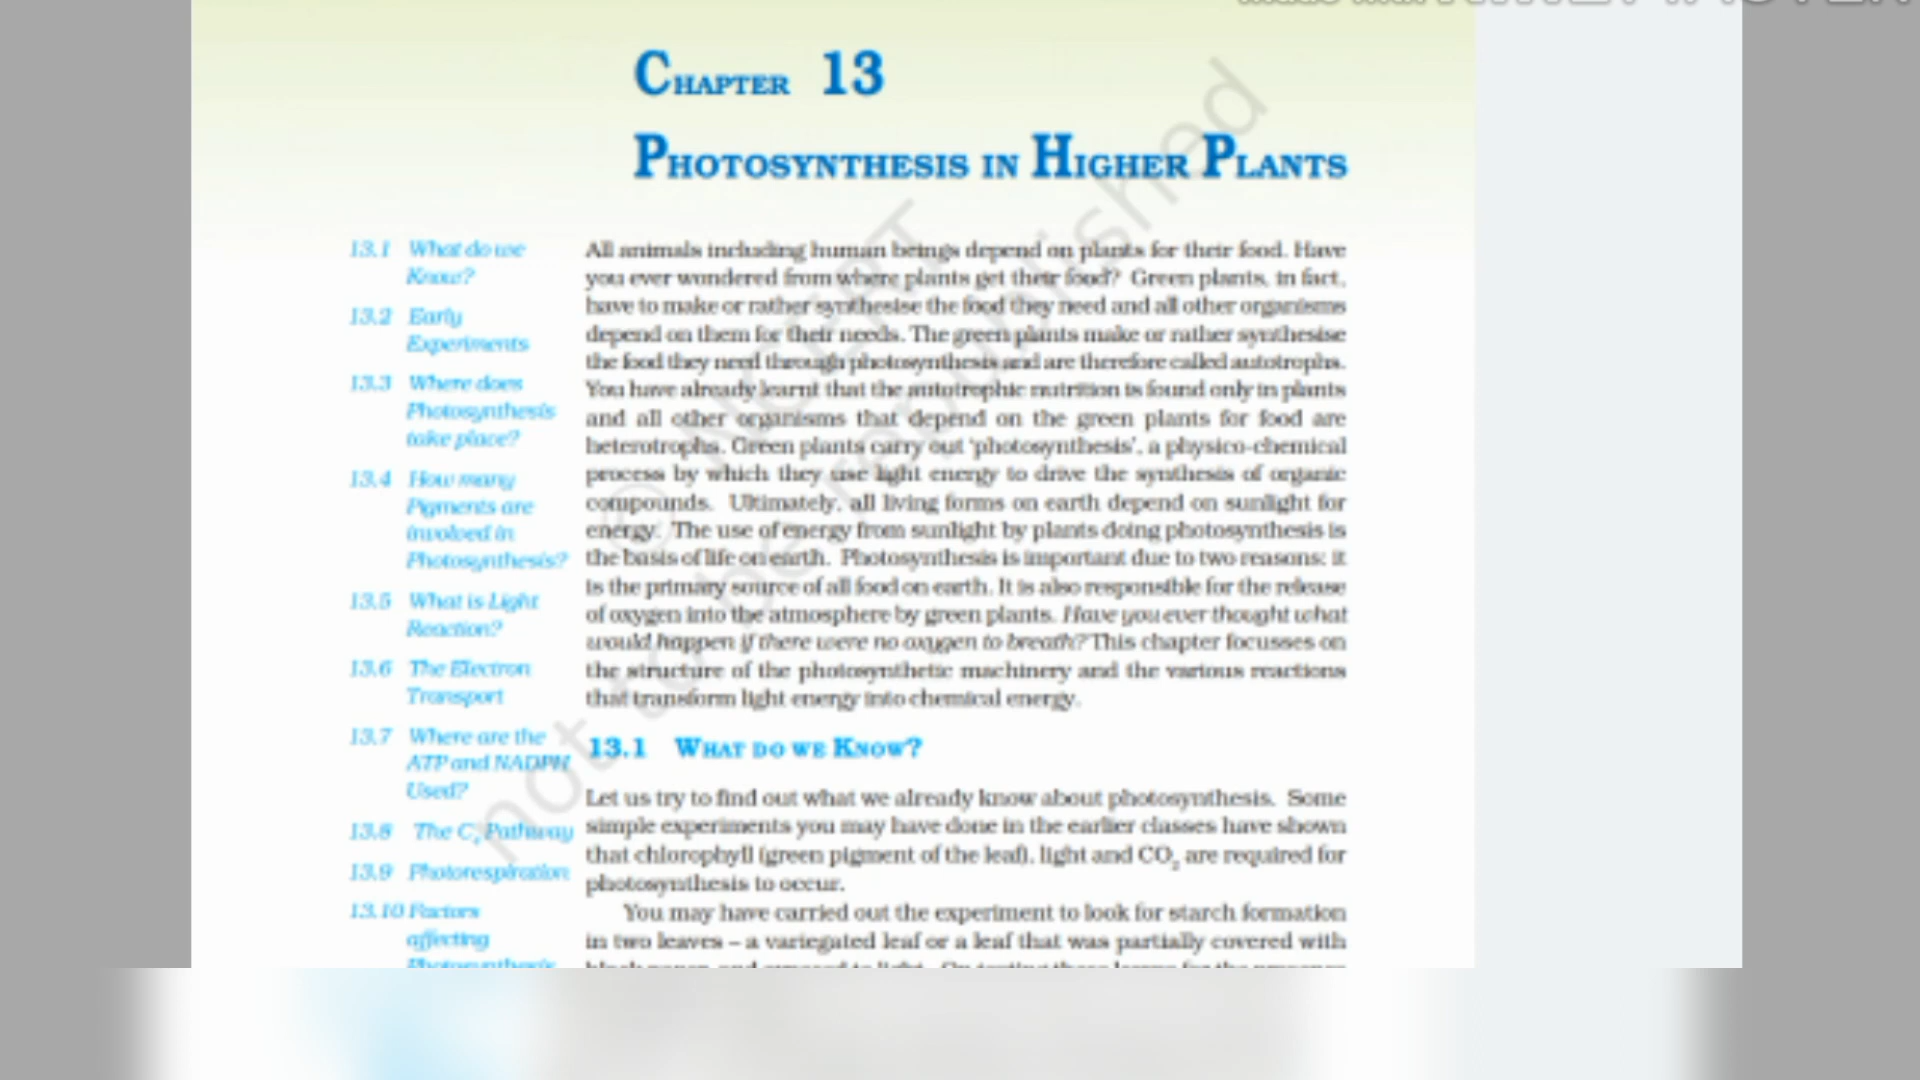 CHAPTER 13
PHOTOSYNTHESIS IN HIGHER PLANTS
13.1 What do we
Know?
13.2 Early
Experiments
13.3 Where does
Photosynthesis
take place?
13.4 How many
Pigments are
involved in
Photosynthesis?
13.5 What is Light
Reaction?
13.6 The Electron
Transport
13.7 Where are the
ATP and NADPH
Used?
13.8 The C₄ Pathway
13.9 Photorespiration
13.10 Factors
affecting
Photosynthesis
All animals including human beings depend on plants for their food. Have
you ever wondered from where plants get their food? Green plants, in fact,
have to make or rather synthesise the food they need and all other organisms
depend on them for their needs. The green plants make or rather synthesise
the food they need through photosynthesis and are therefore called autotrophs.
You have already learnt that the autotrophic nutrition is found only in plants
and all other organisms that depend on the green plants for food are
heterotrophs. Green plants carry out ‘photosynthesis’, a physico-chemical
process by which they use light energy to drive the synthesis of organic
compounds. Ultimately, all living forms on earth depend on sunlight for
energy. The use of energy from sunlight by plants doing photosynthesis is
the basis of life on earth. Photosynthesis is important due to two reasons: it
is the primary source of all food on earth. It is also responsible for the release
of oxygen into the atmosphere by green plants. Have you ever thought what
would happen if there were no oxygen to breath? This chapter focusses on
the structure of the photosynthetic machinery and the various reactions
that transform light energy into chemical energy.
13.1 WHAT DO WE KNOW?
Let us try to find out what we already know about photosynthesis. Some
simple experiments you may have done in the earlier classes have shown
that chlorophyll (green pigment of the leaf), light and CO₂ are required for
photosynthesis to occur.
You may have carried out the experiment to look for starch formation
in two leaves – a variegated leaf or a leaf that was partially covered with
© NCERT
not to be republished